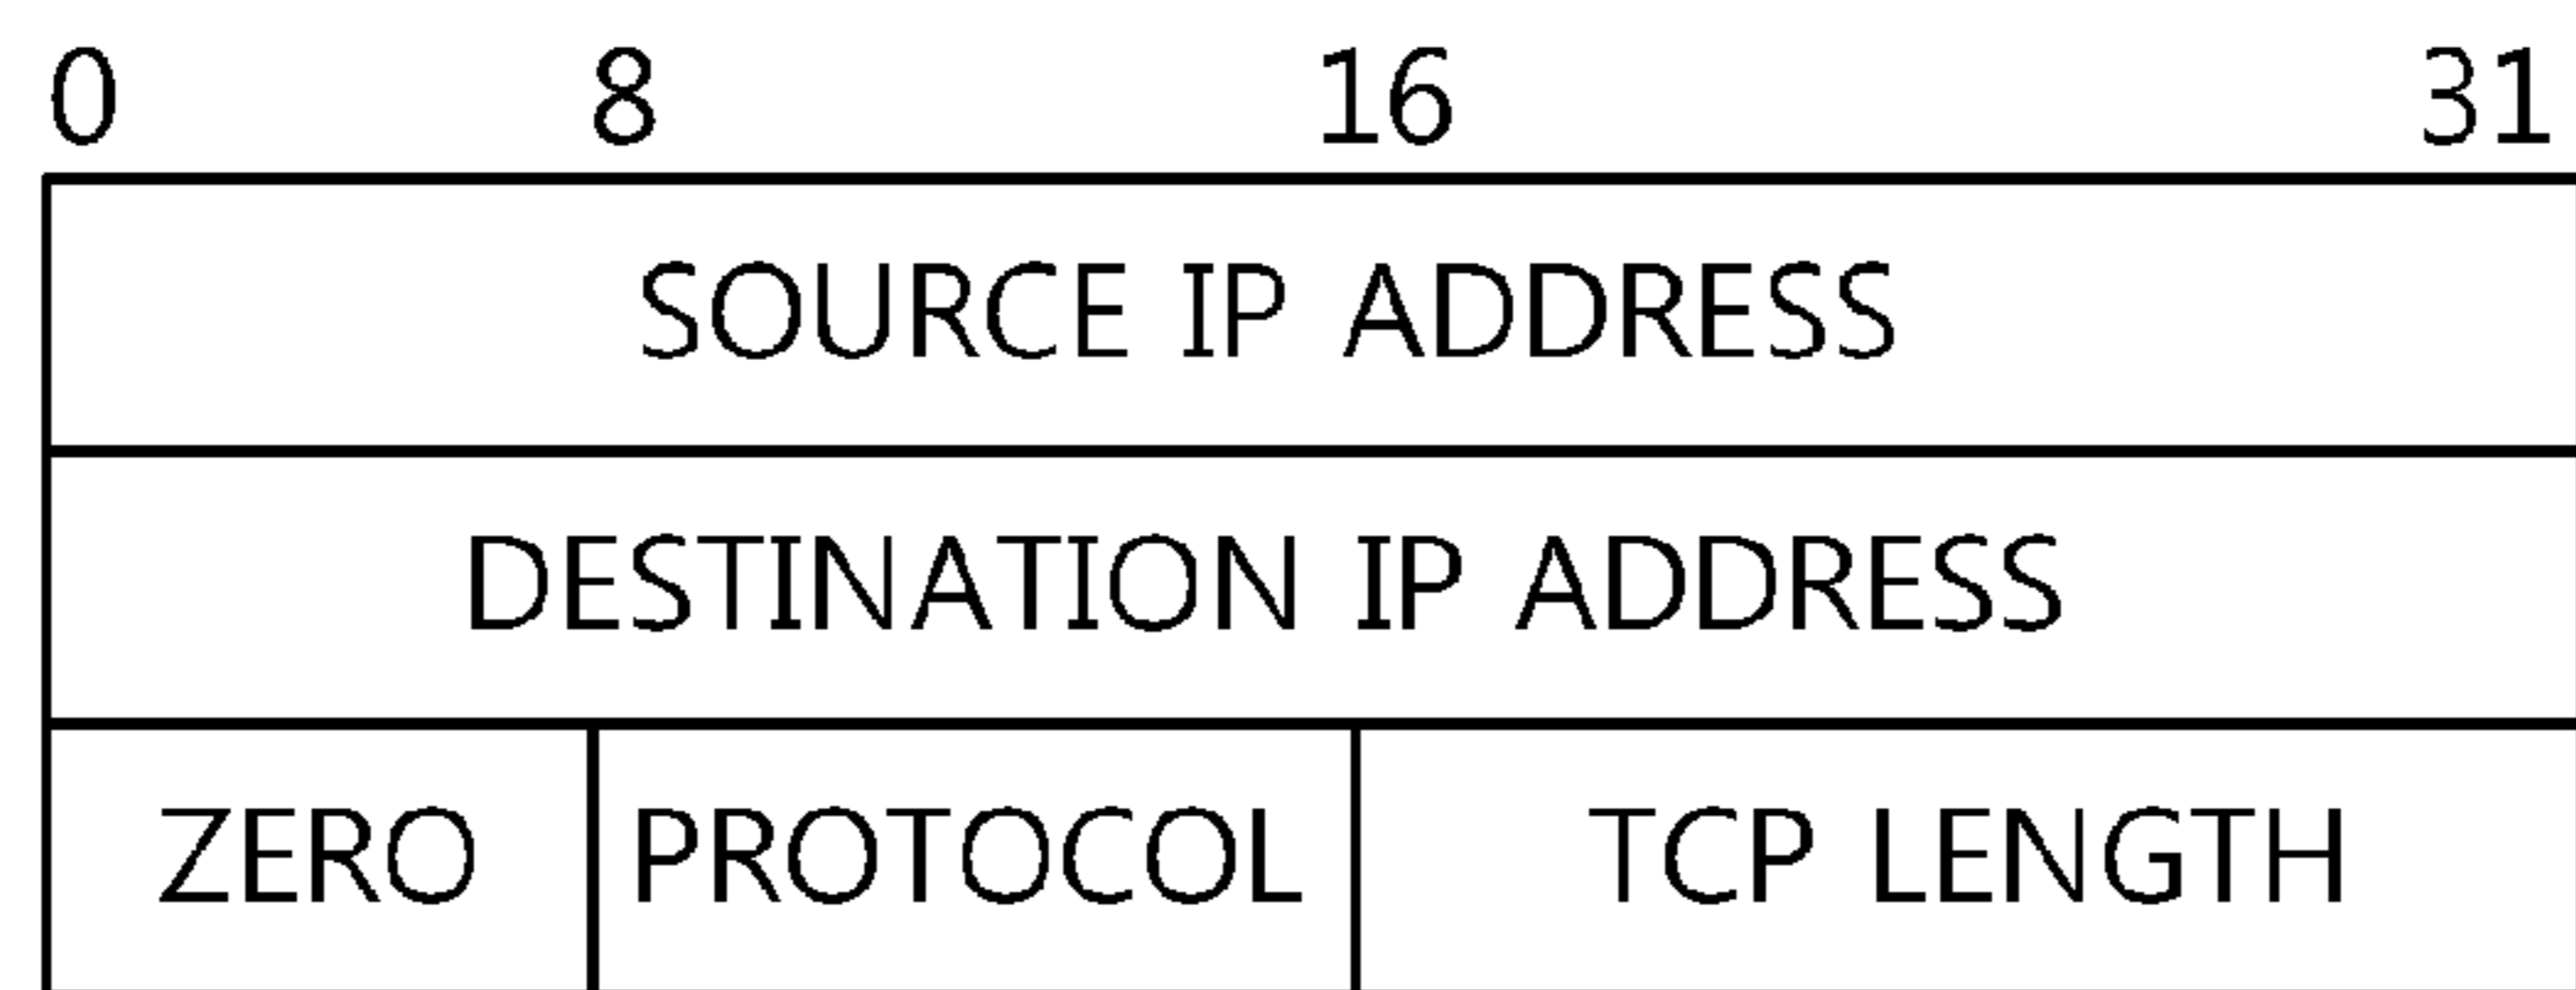 0 8 16 31
SOURCE IP ADDRESS
DESTINATION IP ADDRESS
ZERO PROTOCOL TCP LENGTH